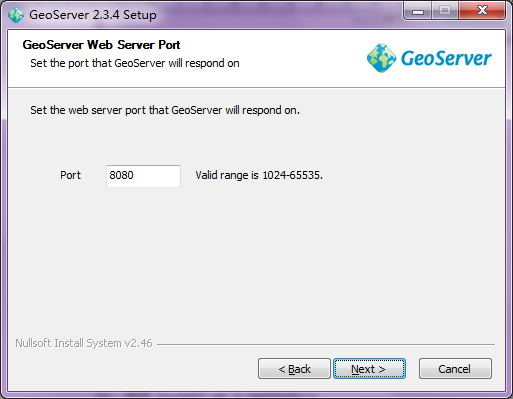 GeoServer 2.3.4 Setup
GeoServer Web Server Port
Set the port that GeoServer will respond on
GeoServer
Set the web server port that GeoServer will respond on.
Port 8080 Valid range is 1024-65535.
Nullsoft Install System v2.46
< Back Next > Cancel